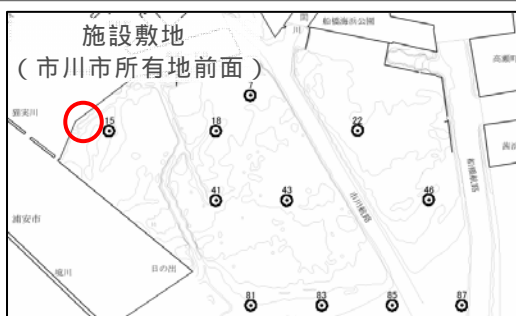 施設敷地
（市川市所有地前面）
船橋海浜公園
高瀬町
7
猫実川
15
18
22
船橋航路
41
43
市川航路
46
浦安市
境川
日の出
81
83
85
87